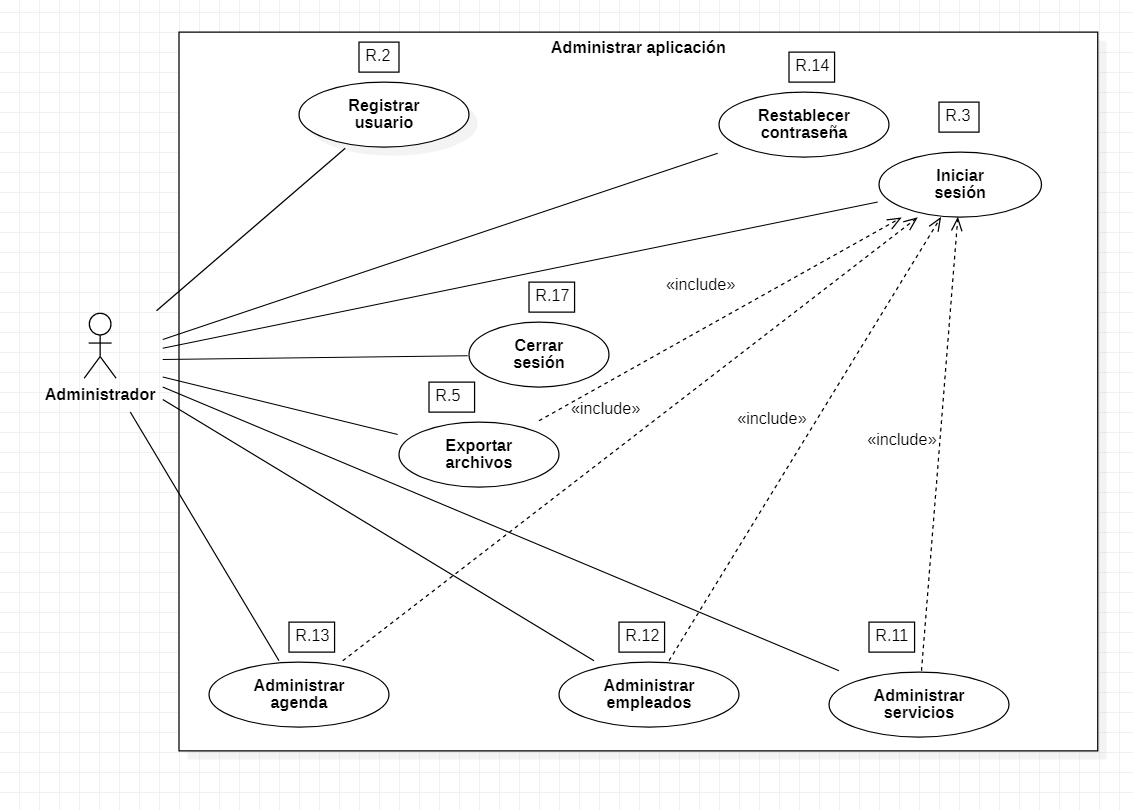 Administrar aplicación
R.2
Registrar
usuario
R.14
Restablecer
contraseña
R.3
Iniciar
sesión
«include»
R.17
Cerrar
sesión
Administrador
R.5
«include»
«include»
«include»
Exportar
archivos
R.13
Administrar
agenda
R.12
Administrar
empleados
R.11
Administrar
servicios